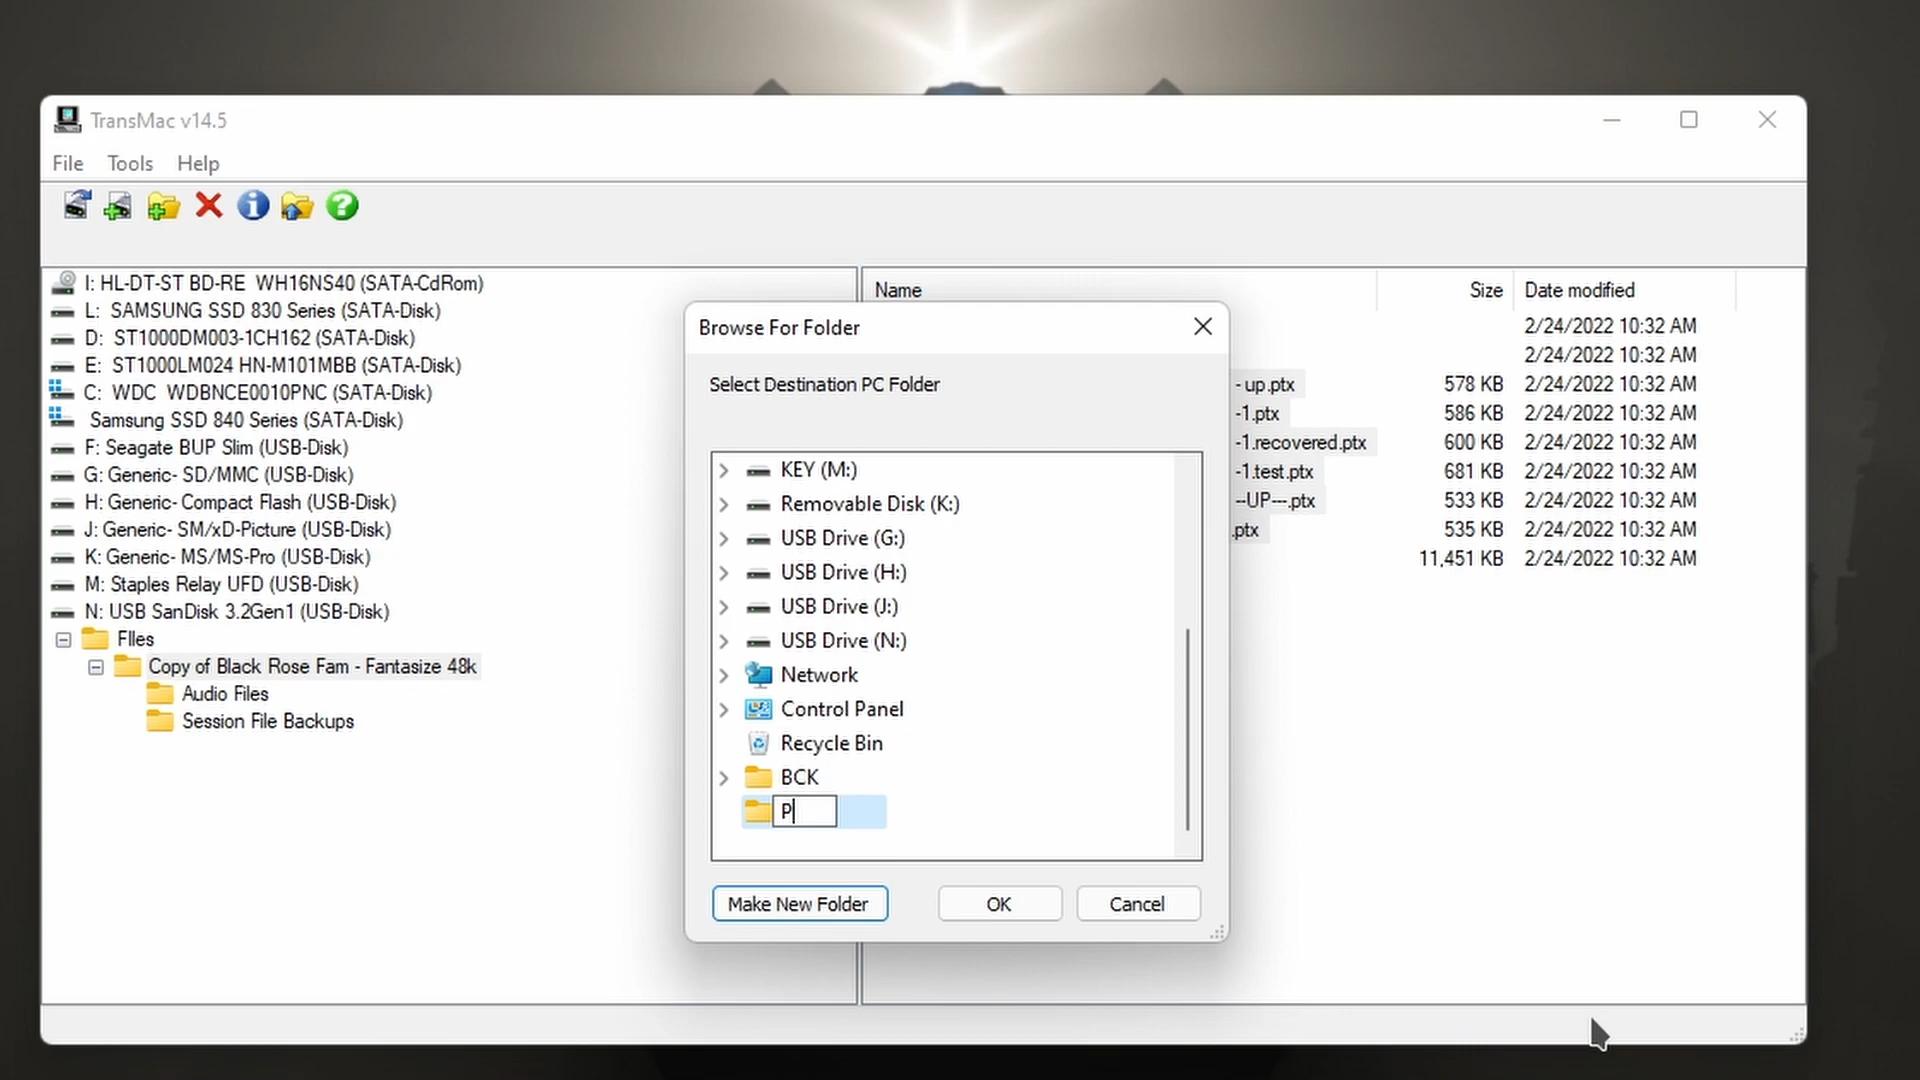 TransMac v14.5
File Tools Help
I: HL-DT-ST BD-RE WH16NS40 (SATA-CdRom)
L: SAMSUNG SSD 830 Series (SATA-Disk)
D: ST1000DM003-1CH162 (SATA-Disk)
E: ST1000LM024 HN-M101MBB (SATA-Disk)
C: WDC WDBNCE0010PNC (SATA-Disk)
Samsung SSD 840 Series (SATA-Disk)
F: Seagate BUP Slim (USB-Disk)
G: Generic- SD/MMC (USB-Disk)
H: Generic- Compact Flash (USB-Disk)
J: Generic- SM/xD-Picture (USB-Disk)
K: Generic- MS/MS-Pro (USB-Disk)
M: Staples Relay UFD (USB-Disk)
N: USB SanDisk 3.2Gen1 (USB-Disk)
FIles
Copy of Black Rose Fam - Fantasize 48k
Audio Files
Session File Backups
Name Size Date modified
2/24/2022 10:32 AM
2/24/2022 10:32 AM
- up.ptx 578 KB 2/24/2022 10:32 AM
-1.ptx 586 KB 2/24/2022 10:32 AM
-1.recovered.ptx 600 KB 2/24/2022 10:32 AM
-1.test.ptx 681 KB 2/24/2022 10:32 AM
--UP---.ptx 533 KB 2/24/2022 10:32 AM
.ptx 535 KB 2/24/2022 10:32 AM
11,451 KB 2/24/2022 10:32 AM
Browse For Folder
Select Destination PC Folder
KEY (M:)
Removable Disk (K:)
USB Drive (G:)
USB Drive (H:)
USB Drive (J:)
USB Drive (N:)
Network
Control Panel
Recycle Bin
BCK
P
Make New Folder OK Cancel